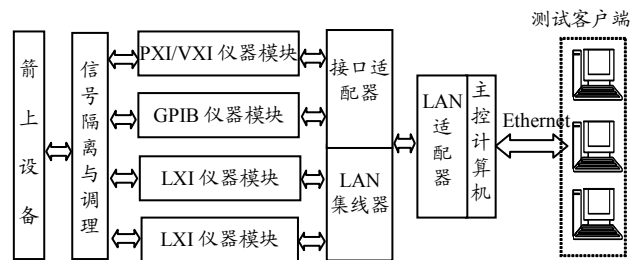 测试客户端
箭上设备
信号隔离与调理
PXI/VXI 仪器模块
GPIB 仪器模块
LXI 仪器模块
LXI 仪器模块
接口适配器
LAN
集线器
LAN
适配器
主控计算机
Ethernet